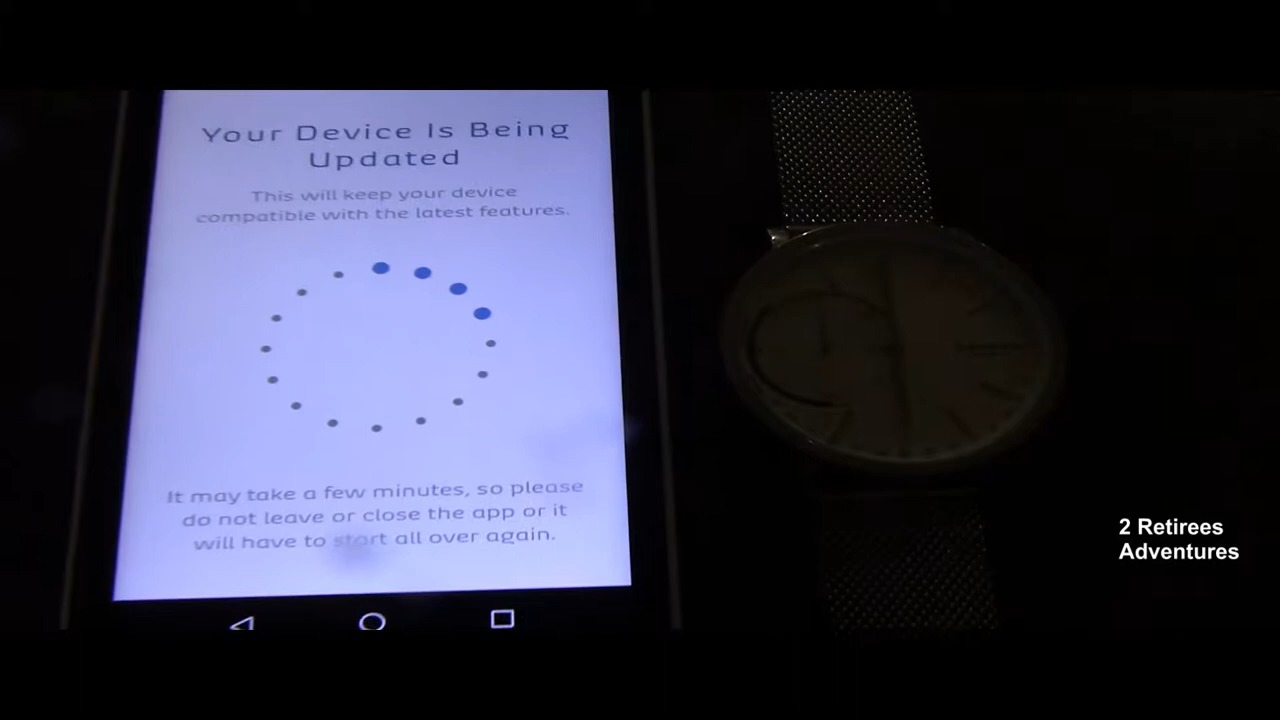 Your Device Is Being
Updated
This will keep your device
compatible with the latest features.
It may take a few minutes, so please
do not leave or close the app or it
will have to start all over again.
2 Retirees
Adventures